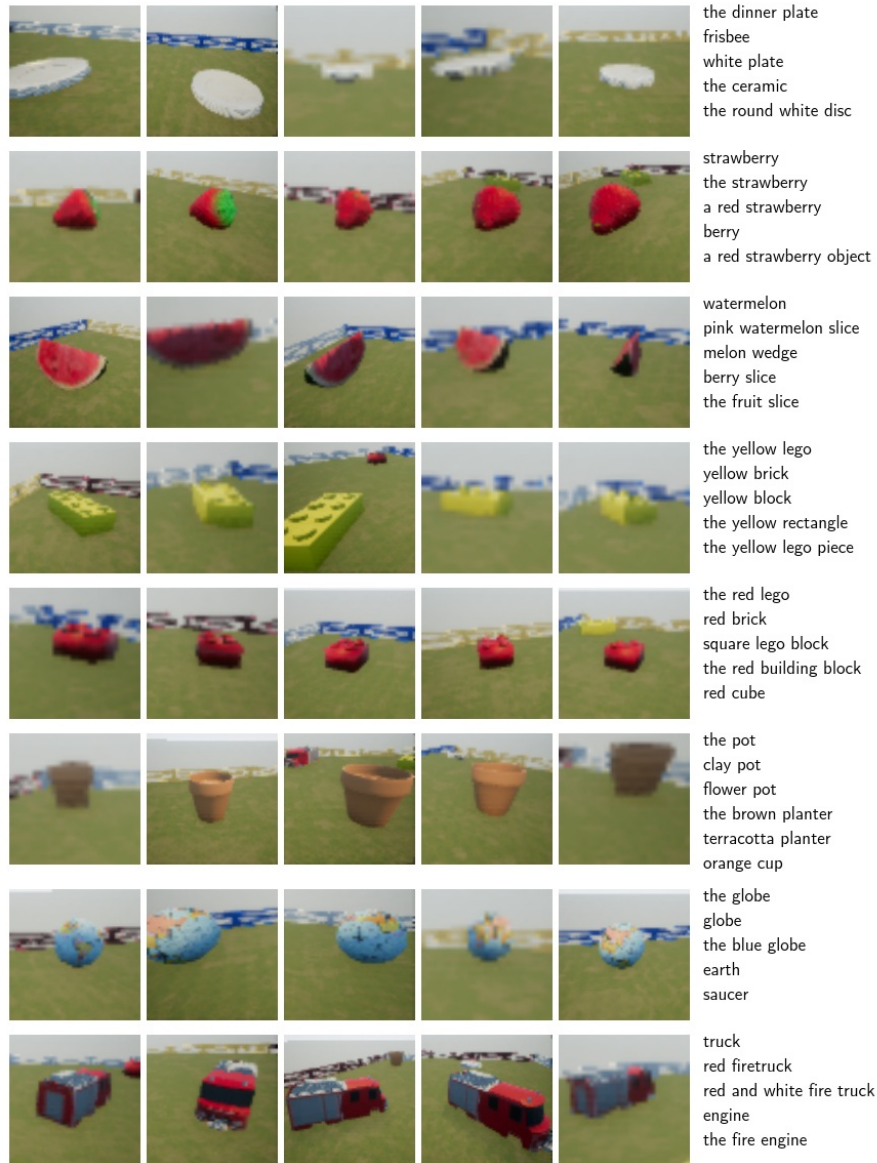 the dinner plate
frisbee
white plate
the ceramic
the round white disc
strawberry
the strawberry
a red strawberry
berry
a red strawberry object
watermelon
pink watermelon slice
melon wedge
berry slice
the fruit slice
the yellow lego
yellow brick
yellow block
the yellow rectangle
the yellow lego piece
the red lego
red brick
square lego block
the red building block
red cube
the pot
clay pot
flower pot
the brown planter
terracotta planter
orange cup
the globe
globe
the blue globe
earth
saucer
truck
red firetruck
red and white fire truck
engine
the fire engine